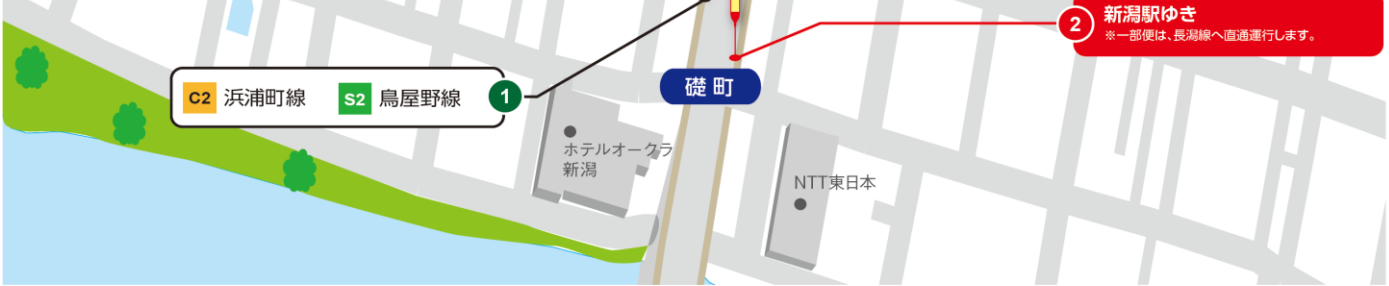 2 新潟駅ゆき
※一部便は、長潟線へ直通運行します。
C2 浜浦町線 S2 鳥屋野線 1
礎町
ホテルオークラ
新潟
NTT東日本